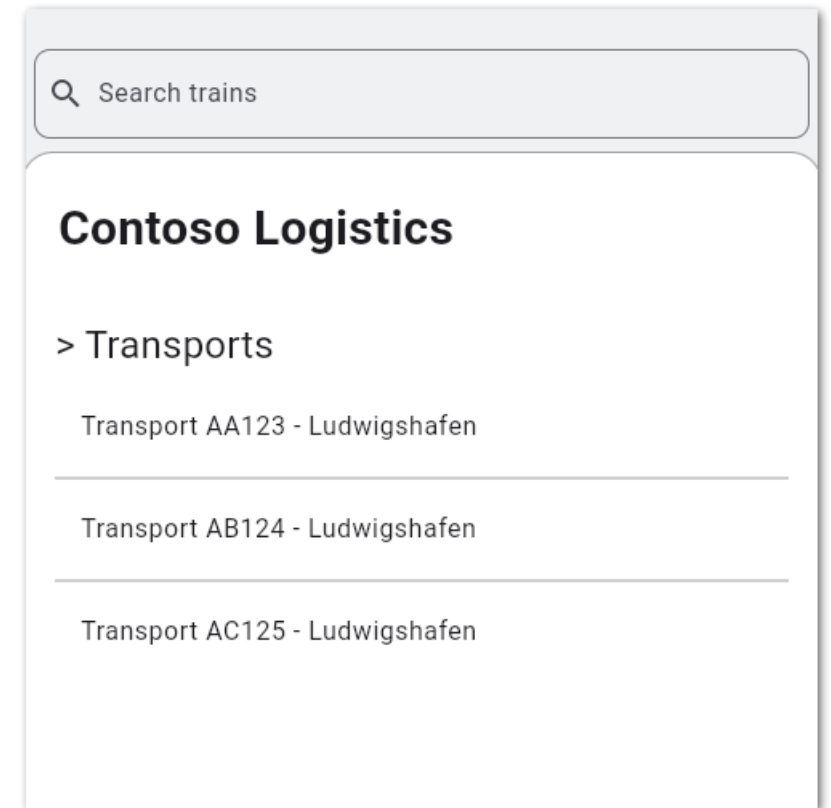 Search trains
Contoso Logistics
> Transports
Transport AA123 - Ludwigshafen
Transport AB124 - Ludwigshafen
Transport AC125 - Ludwigshafen